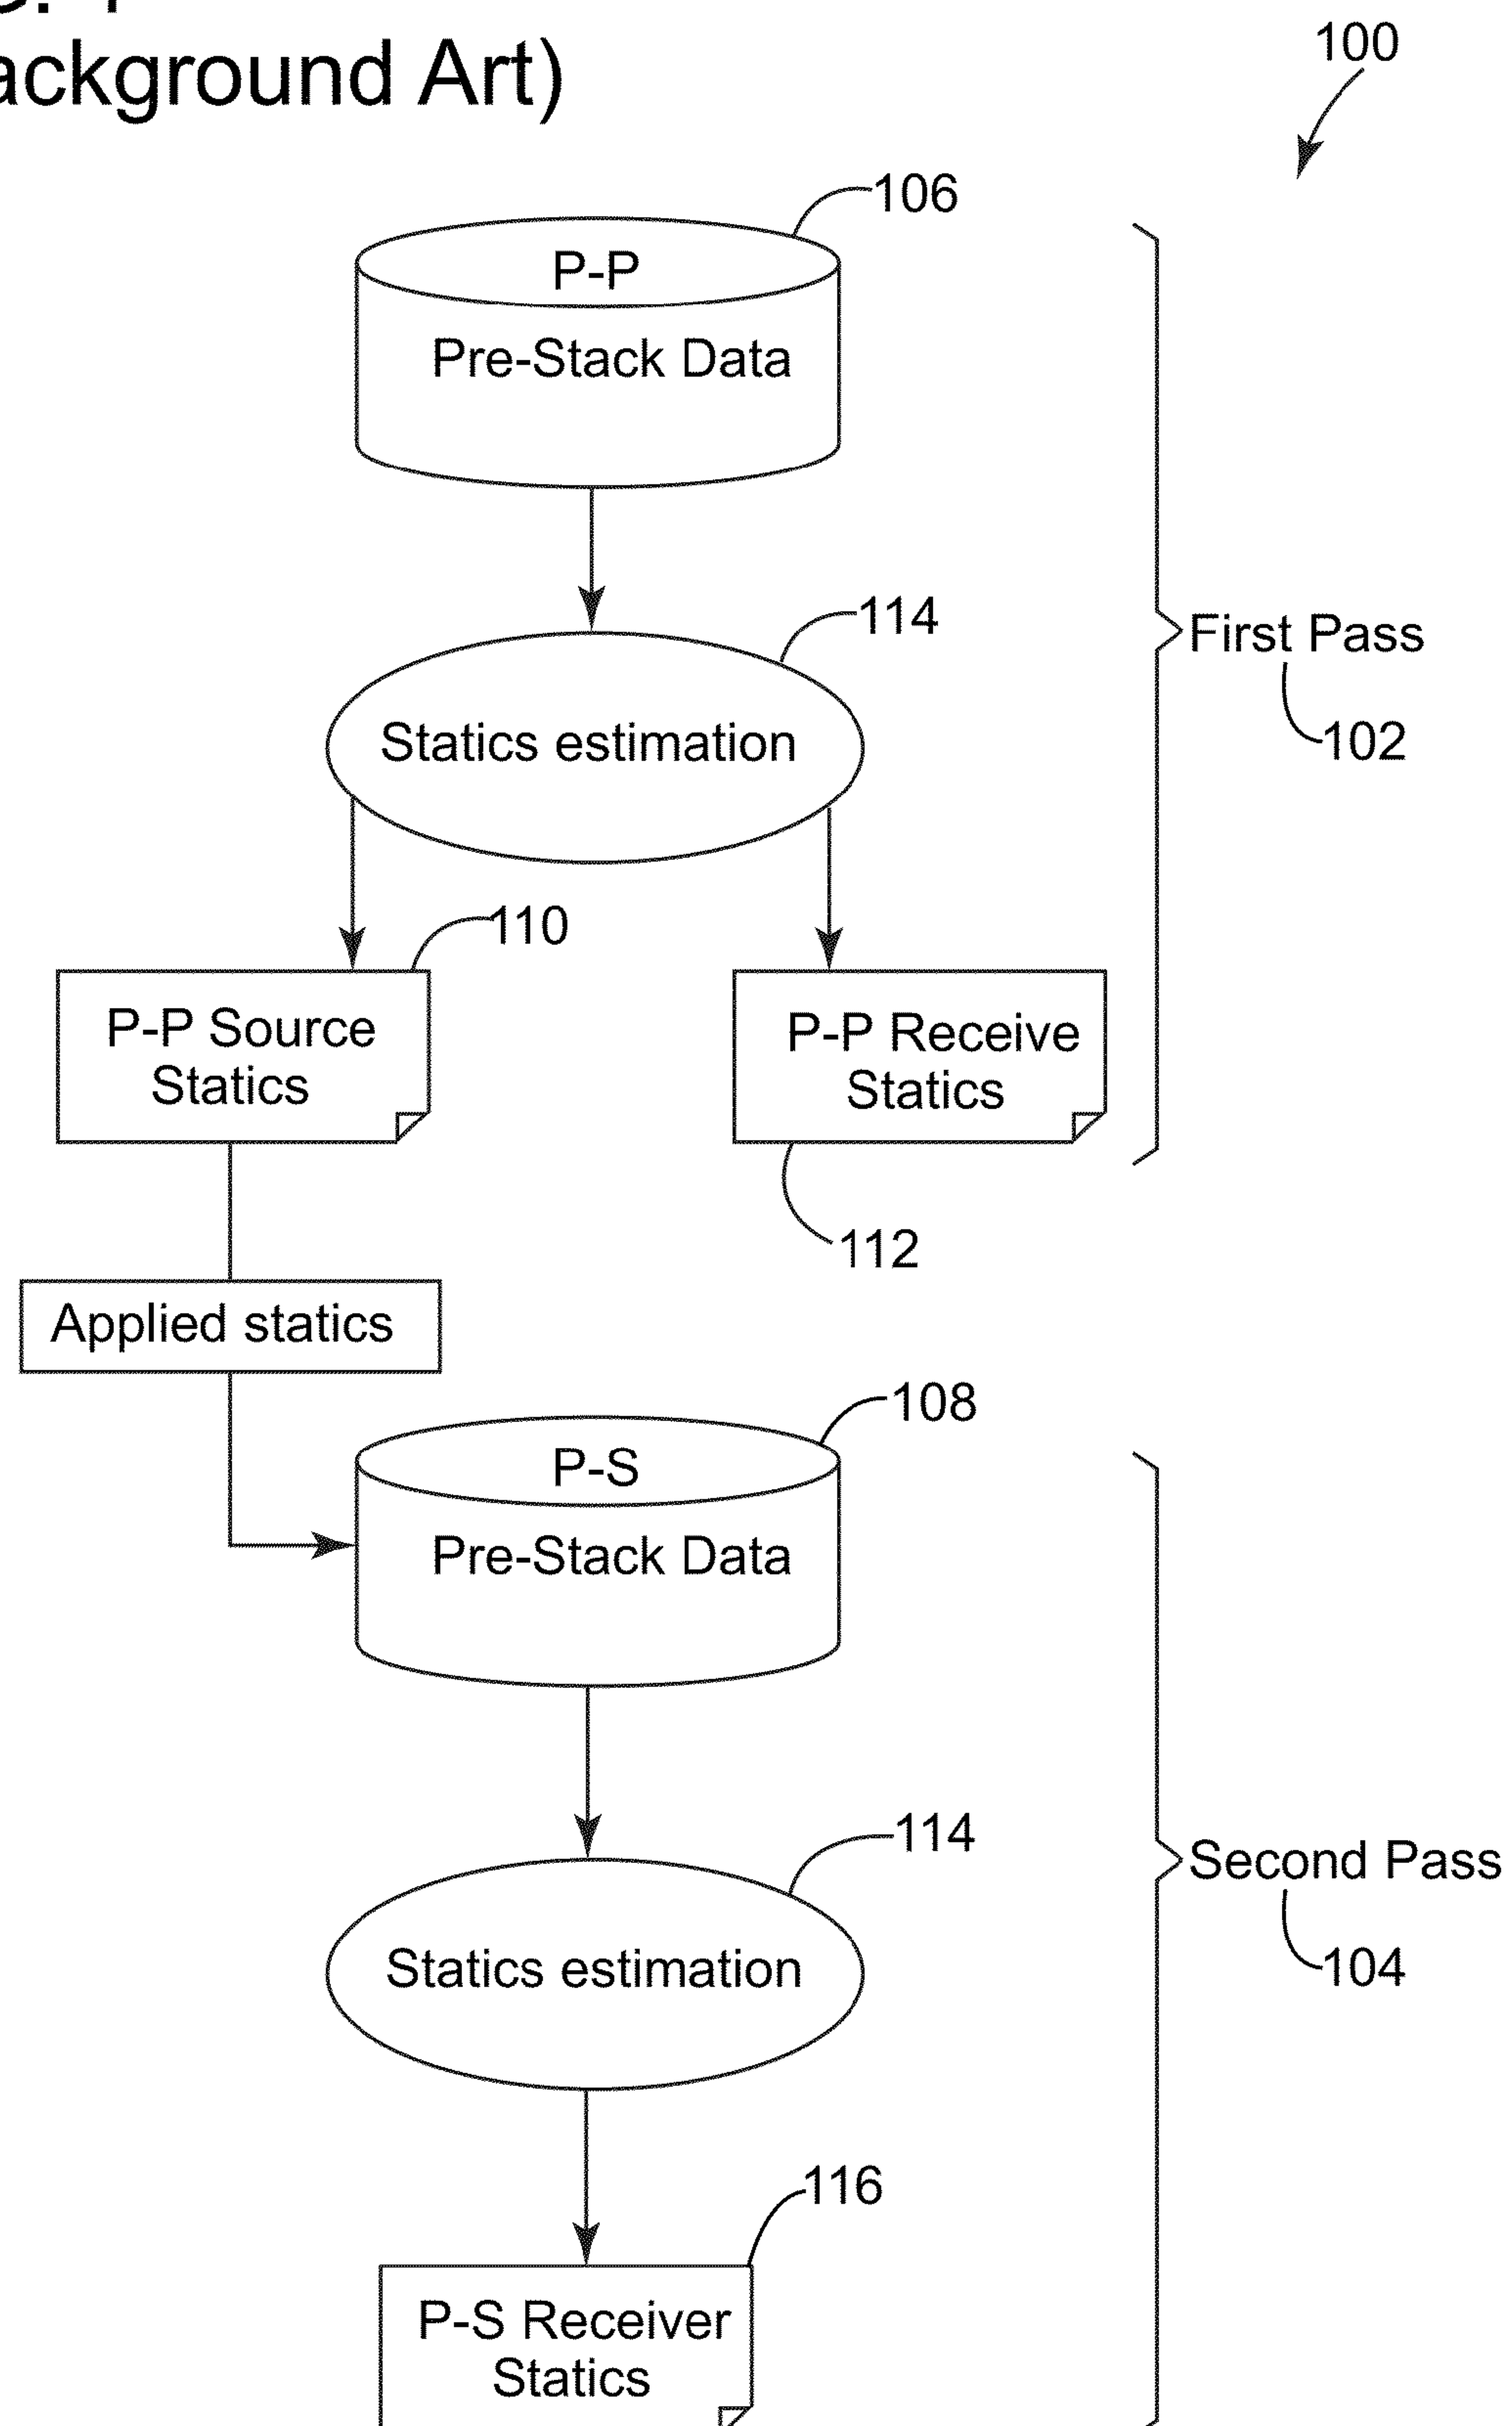 100
106
P-P
Pre-Stack Data
114
Statics estimation
First Pass
102
110
P-P Source
Statics
P-P Receive
Statics
112
Applied statics
108
P-S
Pre-Stack Data
114
Statics estimation
Second Pass
104
116
P-S Receiver
Statics
Art)